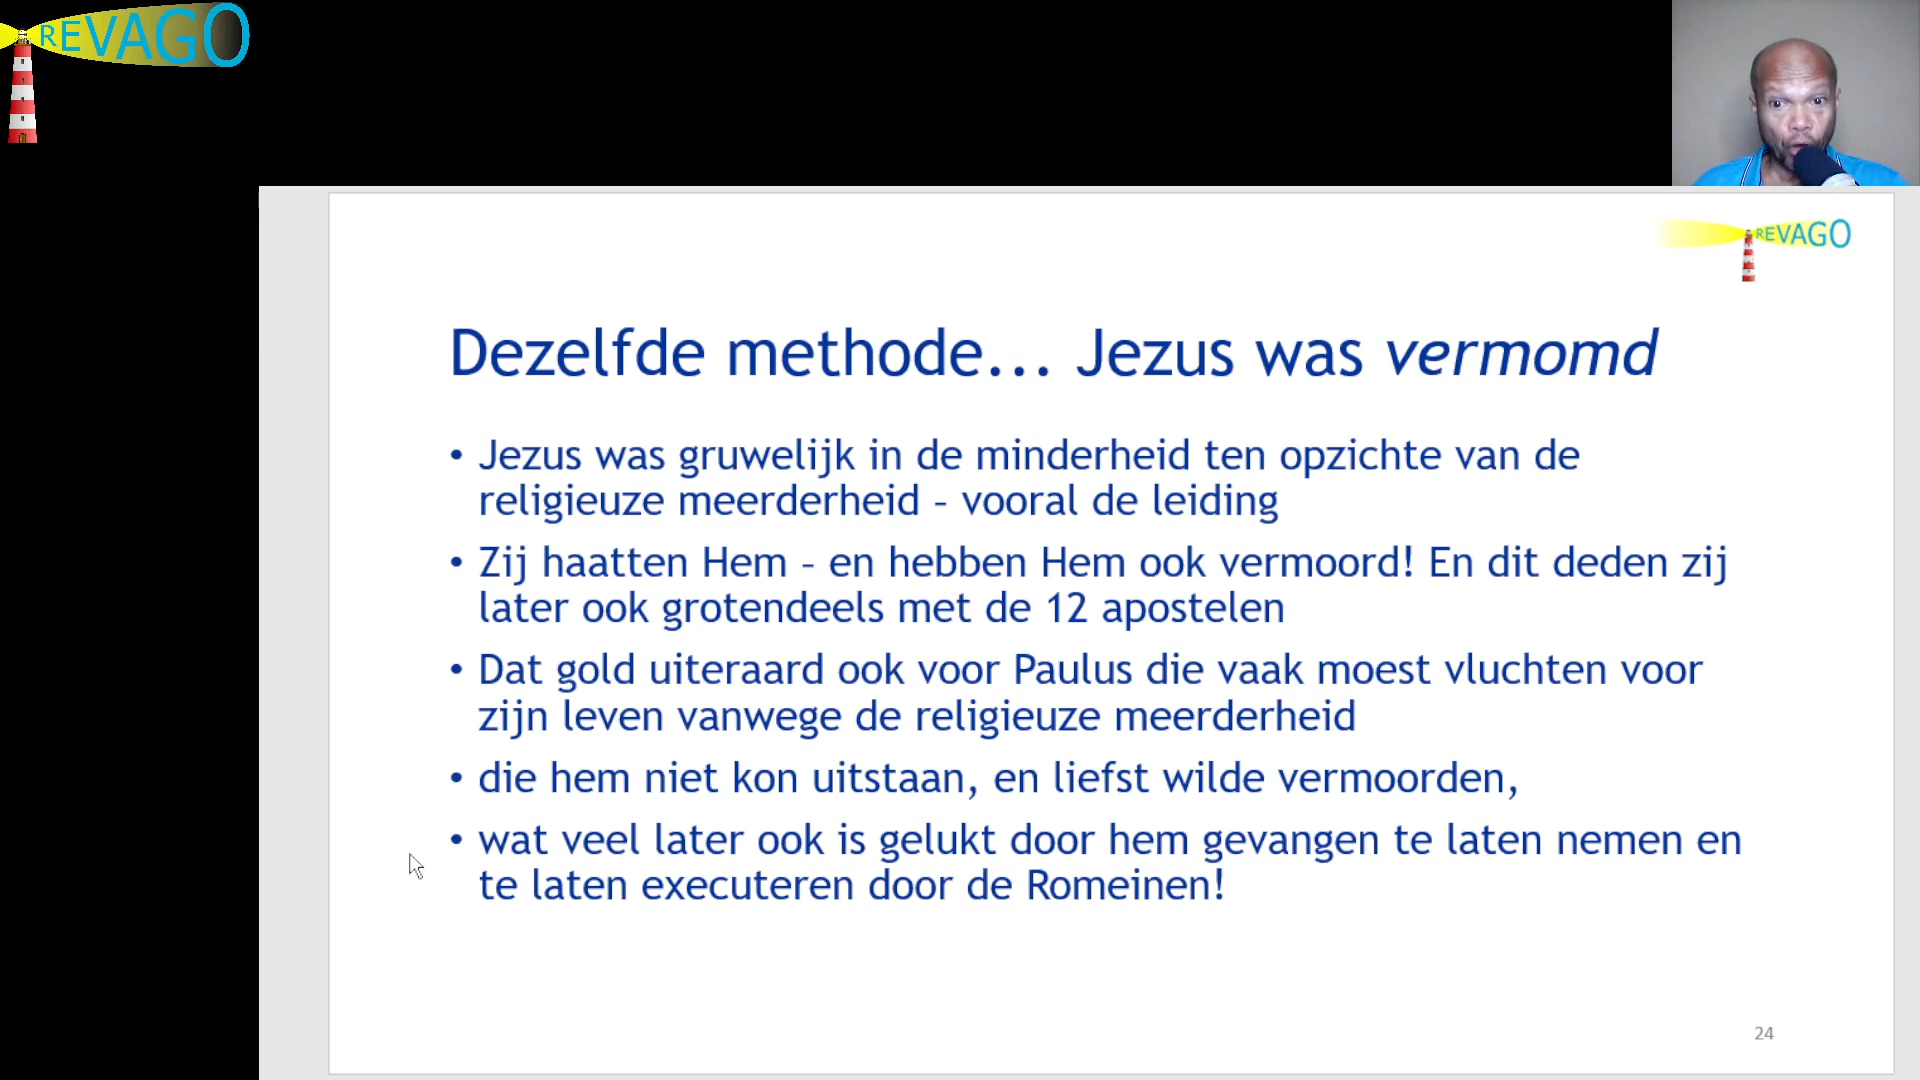 REVAGO
REVAGO
Dezelfde methode... Jezus was vermomd
• Jezus was gruwelijk in de minderheid ten opzichte van de
religieuze meerderheid – vooral de leiding
• Zij haatten Hem – en hebben Hem ook vermoord! En dit deden zij
later ook grotendeels met de 12 apostelen
• Dat gold uiteraard ook voor Paulus die vaak moest vluchten voor
zijn leven vanwege de religieuze meerderheid
• die hem niet kon uitstaan, en liefst wilde vermoorden,
• wat veel later ook is gelukt door hem gevangen te laten nemen en
te laten executeren door de Romeinen!
24